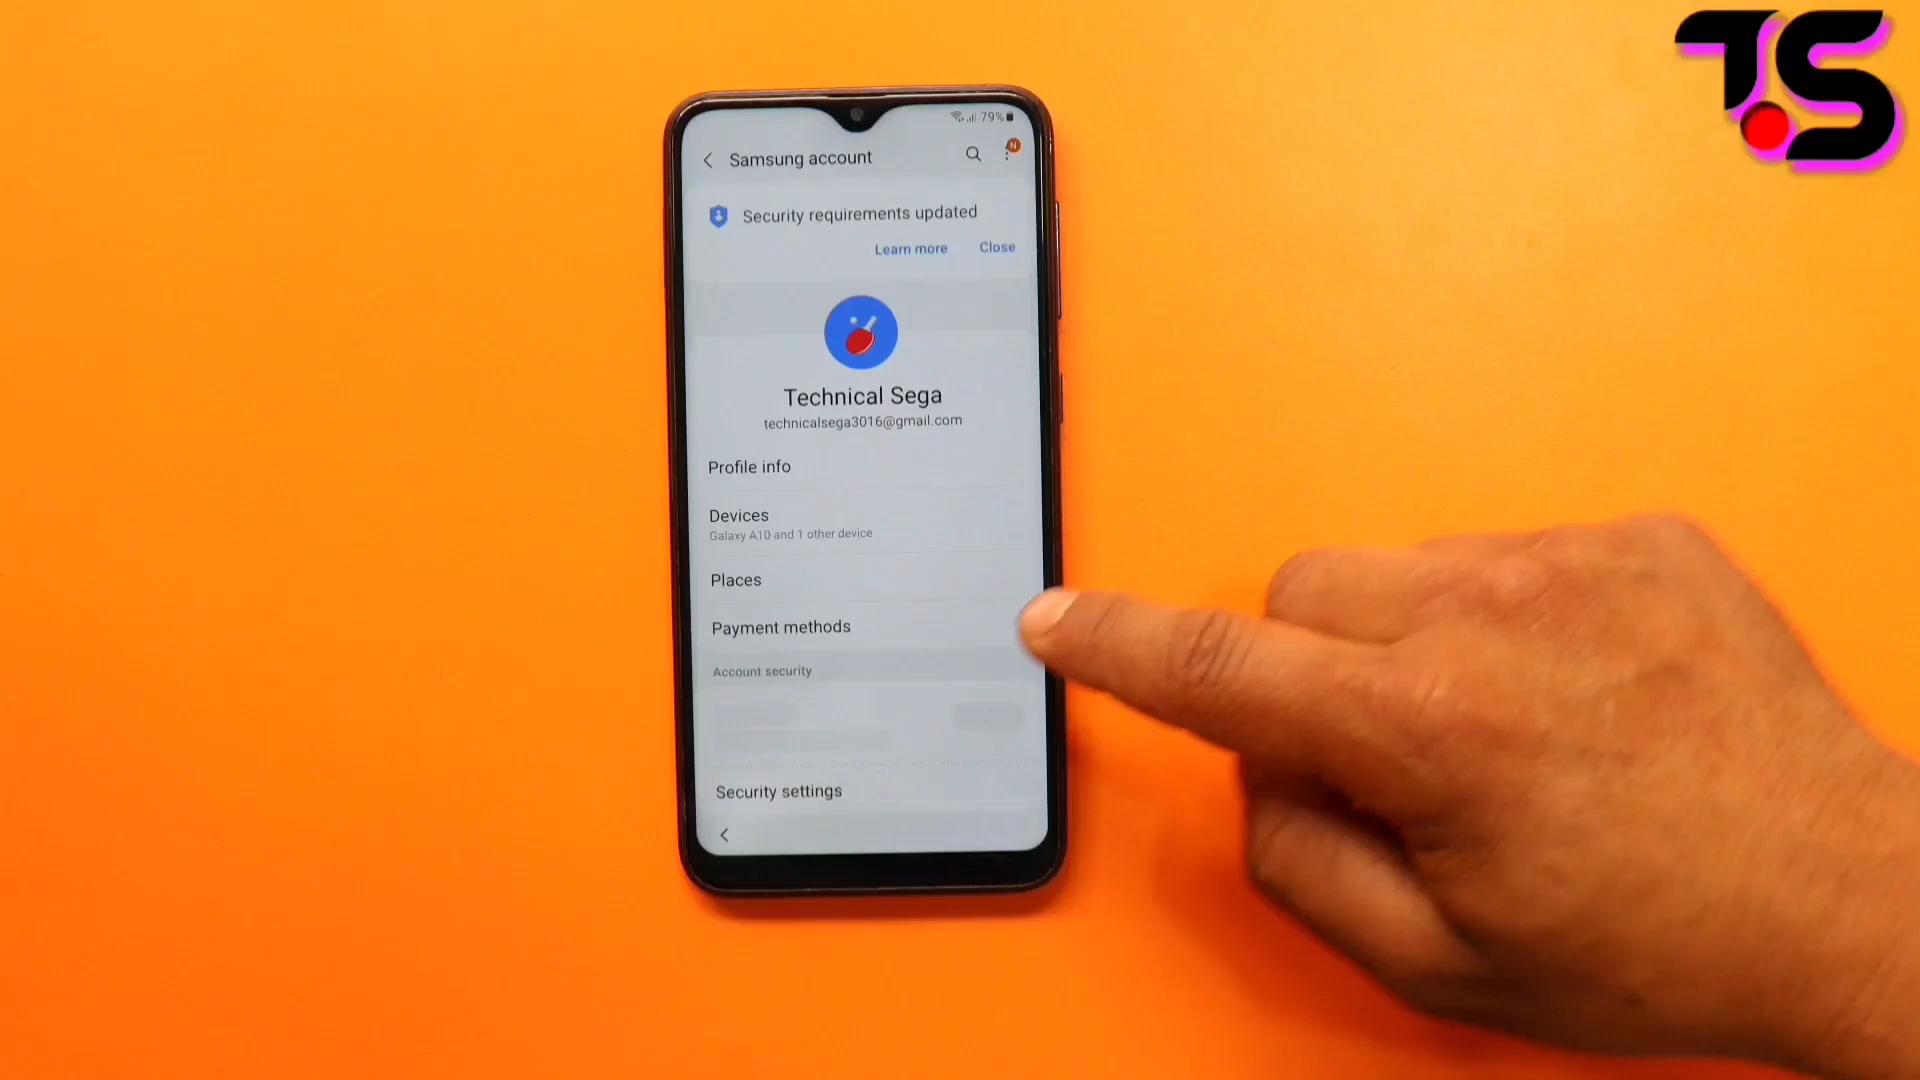 T.S
79%
Samsung account
N
Security requirements updated
Learn more Close
Technical Sega
technicalsega3016@gmail.com
Profile info
Devices
Galaxy A10 and 1 other device
Places
Payment methods
Account security
Security settings